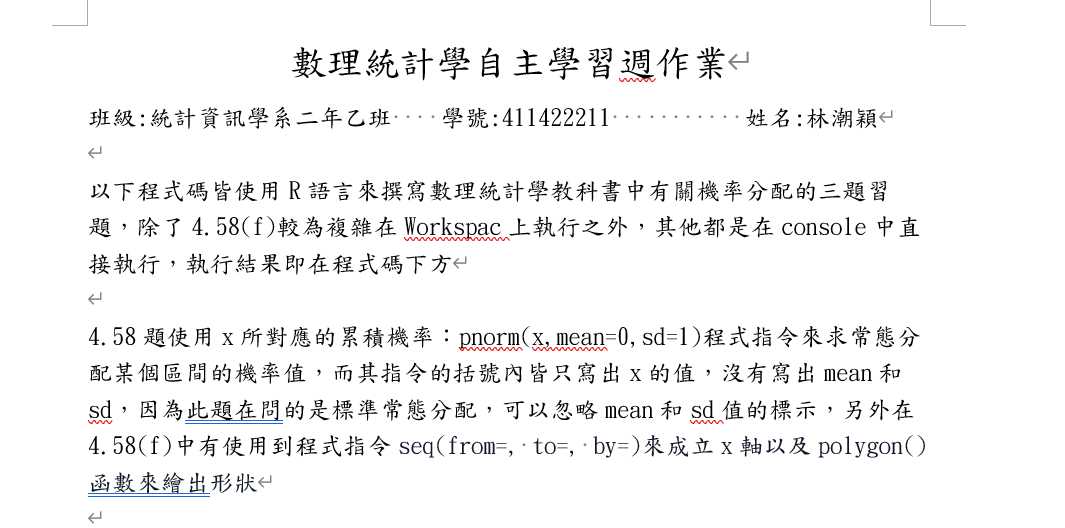 數理統計學自主學習週作業
班級:統計資訊學系二年乙班    學號:411422211           姓名:林潮穎
以下程式碼皆使用 R 語言來撰寫數理統計學教科書中有關機率分配的三題習
題，除了 4.58(f)較為複雜在 Workspac 上執行之外，其他都是在 console 中直
接執行，執行結果即在程式碼下方
4.58 題使用 x 所對應的累積機率：pnorm(x,mean=0,sd=1)程式指令來求常態分
配某個區間的機率值，而其指令的括號內皆只寫出 x 的值，沒有寫出 mean 和
sd，因為此題在問的是標準常態分配，可以忽略 mean 和 sd 值的標示，另外在
4.58(f)中有使用到程式指令 seq(from=, to=, by=)來成立 x 軸以及 polygon()
函數來繪出形狀